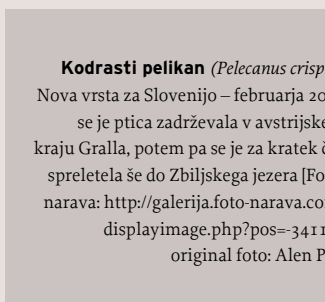 Kodrasti pelikan (Pelecanus crisp
Nova vrsta za Slovenijo – februarja 20
se je ptica zadrževala v avstrijske
kraju Gralla, potem pa se je za kratek č
spreletela še do Zbiljskega jezera [Fo
narava: http://galerija.foto-narava.co
displayimage.php?pos=-3411
original foto: Alen P